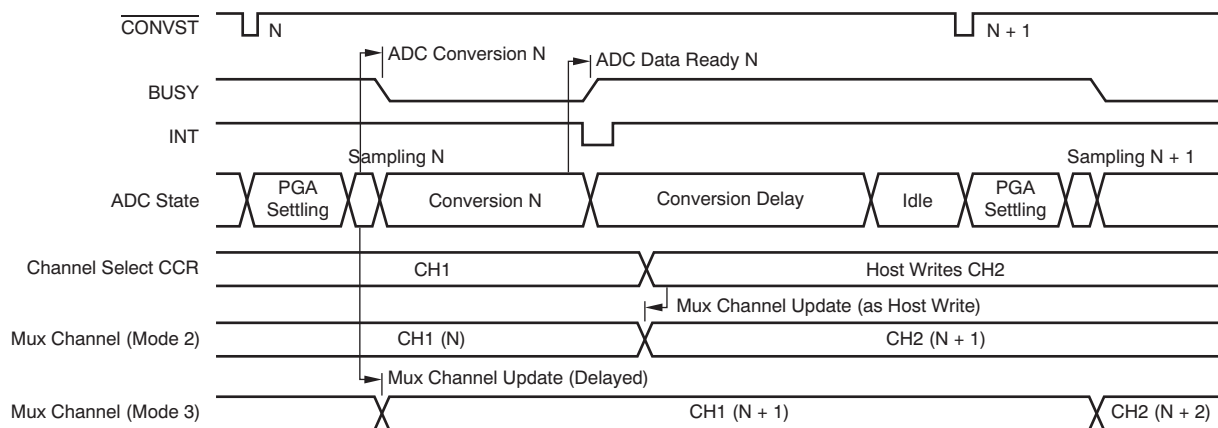 CONVST
N
N + 1
ADC Conversion N
ADC Data Ready N
BUSY
INT
Sampling N
Sampling N + 1
ADC State
PGA
Settling
Conversion N
Conversion Delay
Idle
PGA
Settling
Channel Select CCR
CH1
Host Writes CH2
Mux Channel Update (as Host Write)
Mux Channel (Mode 2)
CH1 (N)
CH2 (N + 1)
Mux Channel Update (Delayed)
Mux Channel (Mode 3)
CH1 (N + 1)
CH2 (N + 2)